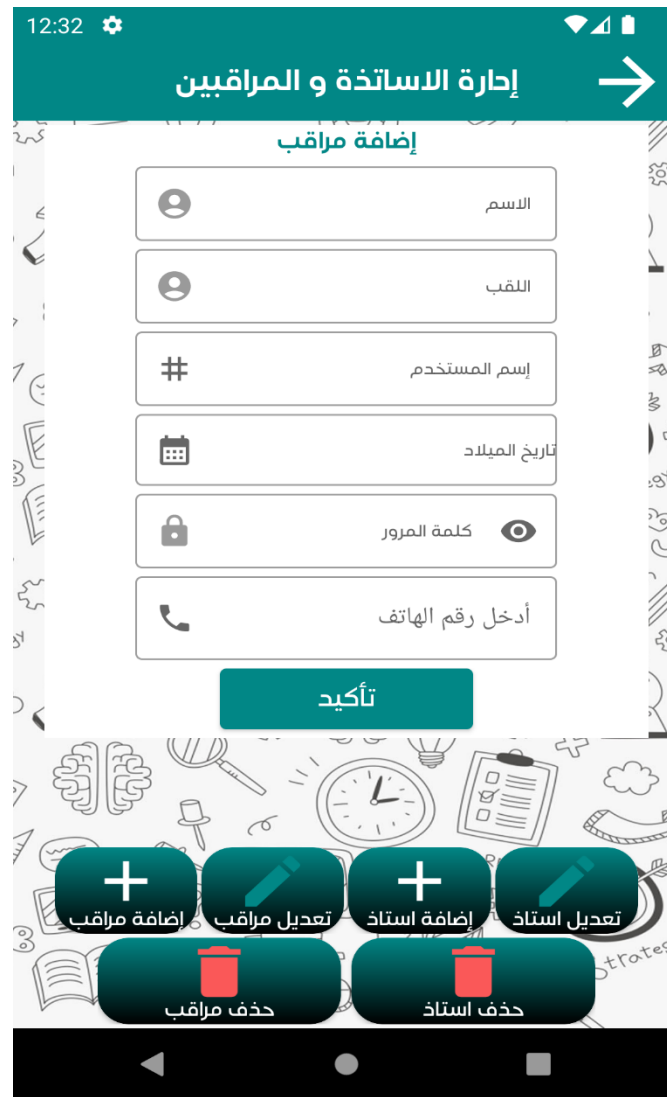 12:32
إدارة الاساتذة و المراقبين
إضافة مراقب
الاسم
اللقب
إسم المستخدم
تاريخ الميلاد
كلمة المرور
أدخل رقم الهاتف
تأكيد
تعديل استاذ
إضافة استاذ
تعديل مراقب
إضافة مراقب
حذف استاذ
حذف مراقب